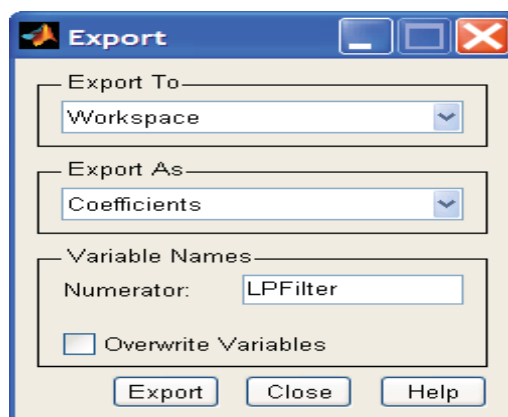 Export
Export To
Workspace
Export As
Coefficients
Variable Names
Numerator: LPFilter
Overwrite Variables
Export Close Help